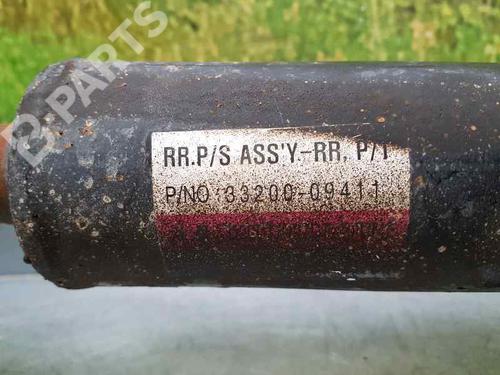 RR.P/S ASS'Y.-RR. P/T
P/NO : 33200-09411